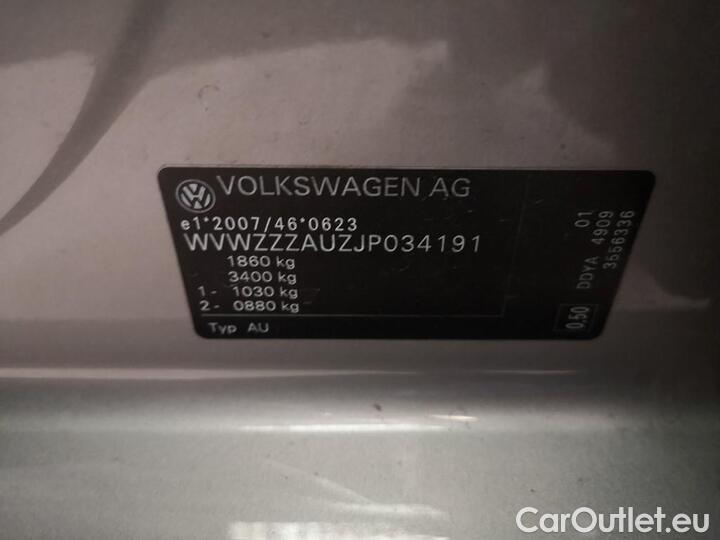 VOLKSWAGEN AG
e1*2007/46*0623
WVWZZZAUZJP034191
1860 kg
3400 kg
1 - 1030 kg
2 - 0880 kg
Typ AU
01
DDYA 4909
3556336
0,50
CarOutlet.eu